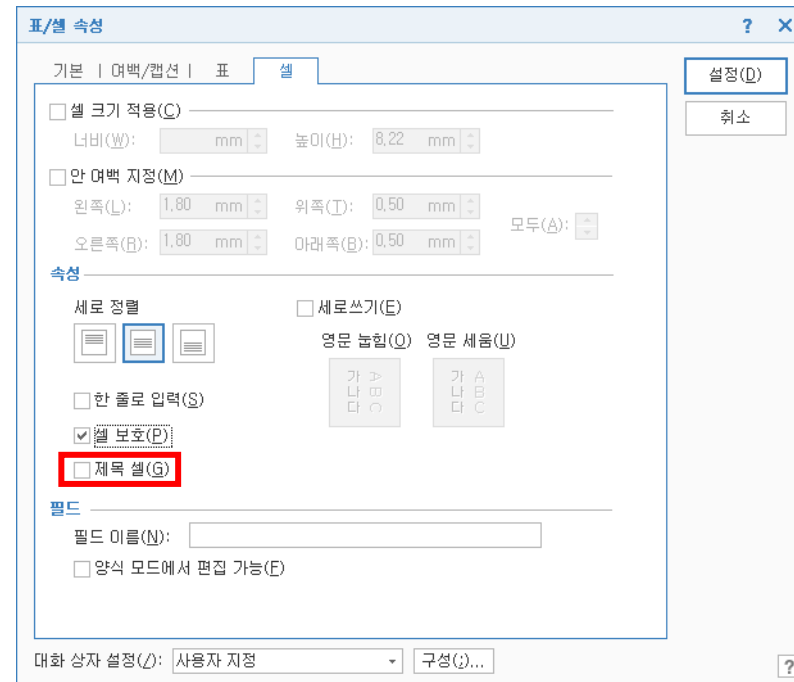 표/셀 속성 ?
기본 | 여백/캡션 | 표 셀
설정(D)
취소
셀 크기 적용(C)
너비(W): mm 높이(H): 8,22 mm
안 여백 지정(M)
왼쪽(L): 1,80 mm 위쪽(T): 0,50 mm
모두(A):
오른쪽(R): 1,80 mm 아래쪽(B): 0,50 mm
속성
세로 정렬 세로쓰기(E)
영문 눕힘(O) 영문 세움(U)
가나다 ABC 가나다 ABC
한 줄로 입력(S)
셀 보호(P)
제목 셀(G)
필드
필드 이름(N):
양식 모드에서 편집 가능(F)
대화 상자 설정(/): 사용자 지정 구성(;)... ?